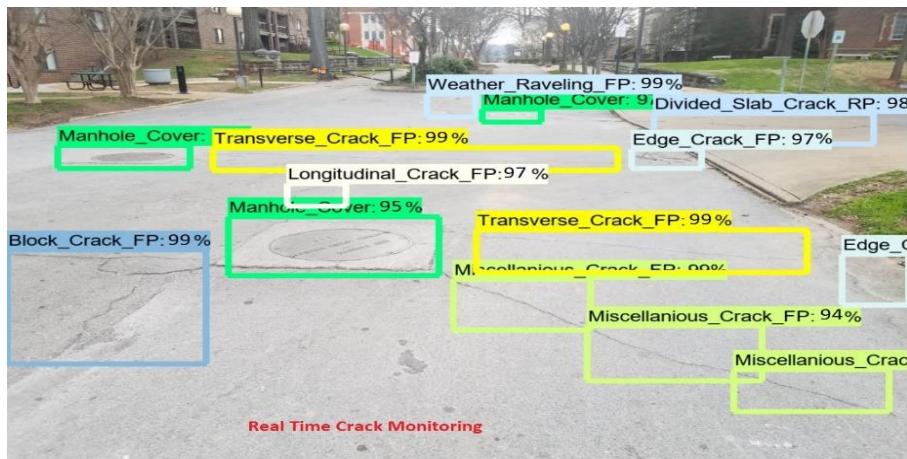 Weather_Raveling_FP: 99%
Manhole_Cover: 9
Divided_Slab_Crack_RP: 98
Manhole_Cover:
Transverse_Crack_FP: 99%
Edge_Crack_FP: 97%
Longitudinal_Crack_FP:97 %
Manhole_Cover: 95%
Transverse_Crack_FP: 99%
Block_Crack_FP: 99%
Edge_C
Miscellanious_Crack_FP: 99%
Miscellanious_Crack_FP: 94%
Miscellanious_Crac
Real Time Crack Monitoring